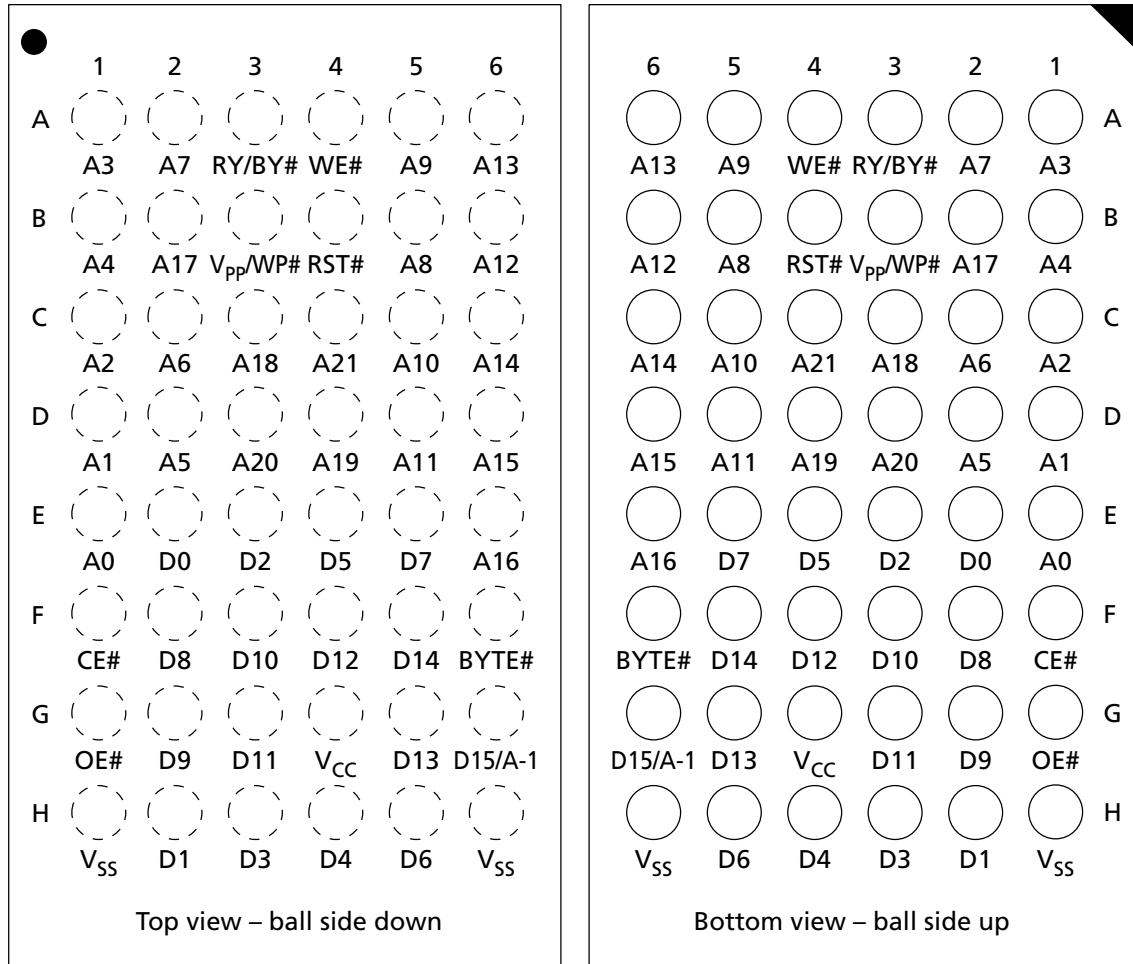 1 2 3 4 5 6
A
A3 A7 RY/BY# WE# A9 A13
B
A4 A17 VPP/WP# RST# A8 A12
C
A2 A6 A18 A21 A10 A14
D
A1 A5 A20 A19 A11 A15
E
A0 D0 D2 D5 D7 A16
F
CE# D8 D10 D12 D14 BYTE#
G
OE# D9 D11 VCC D13 D15/A-1
H
VSS D1 D3 D4 D6 VSS
Top view – ball side down
6 5 4 3 2 1
A
A13 A9 WE# RY/BY# A7 A3
B
A12 A8 RST# VPP/WP# A17 A4
C
A14 A10 A21 A18 A6 A2
D
A15 A11 A19 A20 A5 A1
E
A16 D7 D5 D2 D0 A0
F
BYTE# D14 D12 D10 D8 CE#
G
D15/A-1 D13 VCC D11 D9 OE#
H
VSS D6 D4 D3 D1 VSS
Bottom view – ball side up